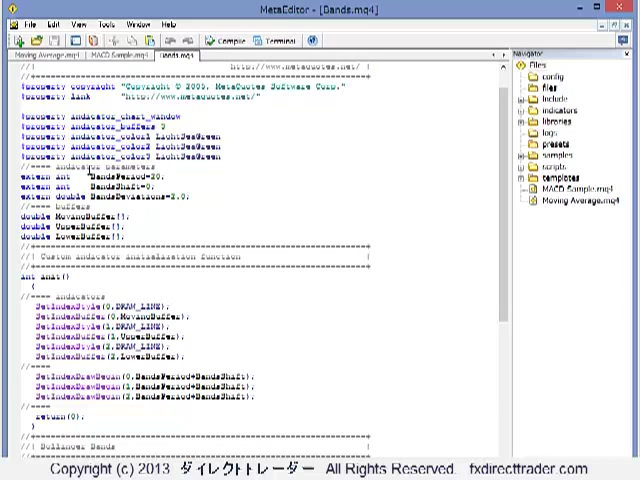 MetaEditor - [Bands.mq4]
File Edit View Tools Window Help
Compile Terminal
Moving Average.mq4 MACD Sample.mq4 Bands.mq4
//| http://www.metaquotes.net/ |
//+------------------------------------------------------------------+
#property copyright "Copyright © 2005, MetaQuotes Software Corp."
#property link "http://www.metaquotes.net/"
#property indicator_chart_window
#property indicator_buffers 3
#property indicator_color1 LightSeaGreen
#property indicator_color2 LightSeaGreen
#property indicator_color3 LightSeaGreen
//---- indicator parameters
extern int BandsPeriod=20;
extern int BandsShift=0;
extern double BandsDeviations=2.0;
//---- buffers
double MovingBuffer[];
double UpperBuffer[];
double LowerBuffer[];
//+------------------------------------------------------------------+
//| Custom indicator initialization function |
//+------------------------------------------------------------------+
int init()
{
//---- indicators
SetIndexStyle(0,DRAW_LINE);
SetIndexBuffer(0,MovingBuffer);
SetIndexStyle(1,DRAW_LINE);
SetIndexBuffer(1,UpperBuffer);
SetIndexStyle(2,DRAW_LINE);
SetIndexBuffer(2,LowerBuffer);
//----
SetIndexDrawBegin(0,BandsPeriod+BandsShift);
SetIndexDrawBegin(1,BandsPeriod+BandsShift);
SetIndexDrawBegin(2,BandsPeriod+BandsShift);
//----
return(0);
}
//+------------------------------------------------------------------+
//| Bollinger Bands |
Navigator
Files
config
files
include
indicators
libraries
logs
presets
samples
scripts
templates
MACD Sample.mq4
Moving Average.mq4
Copyright (c) 2013 ダイレクトトレーダー All Rights Reserved. fxdirecttrader.com